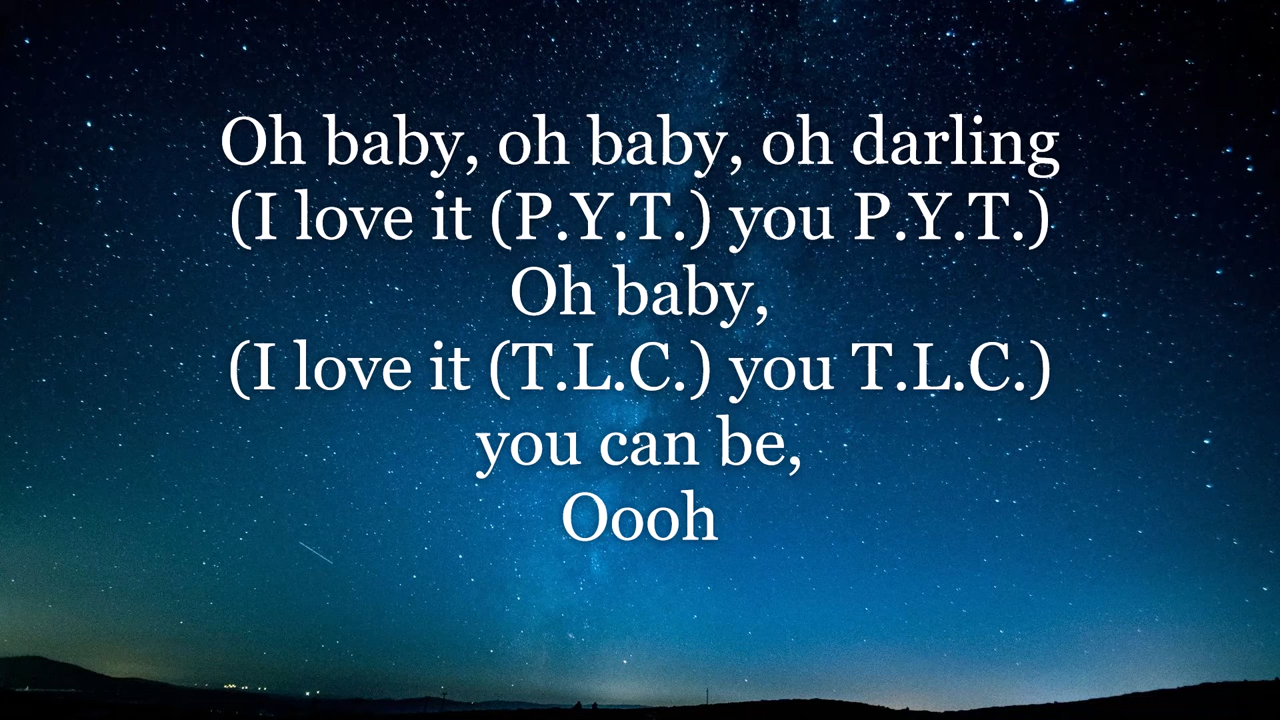 Oh baby, oh baby, oh darling
(I love it (P.Y.T.) you P.Y.T.)
Oh baby,
(I love it (T.L.C.) you T.L.C.)
you can be,
Oooh